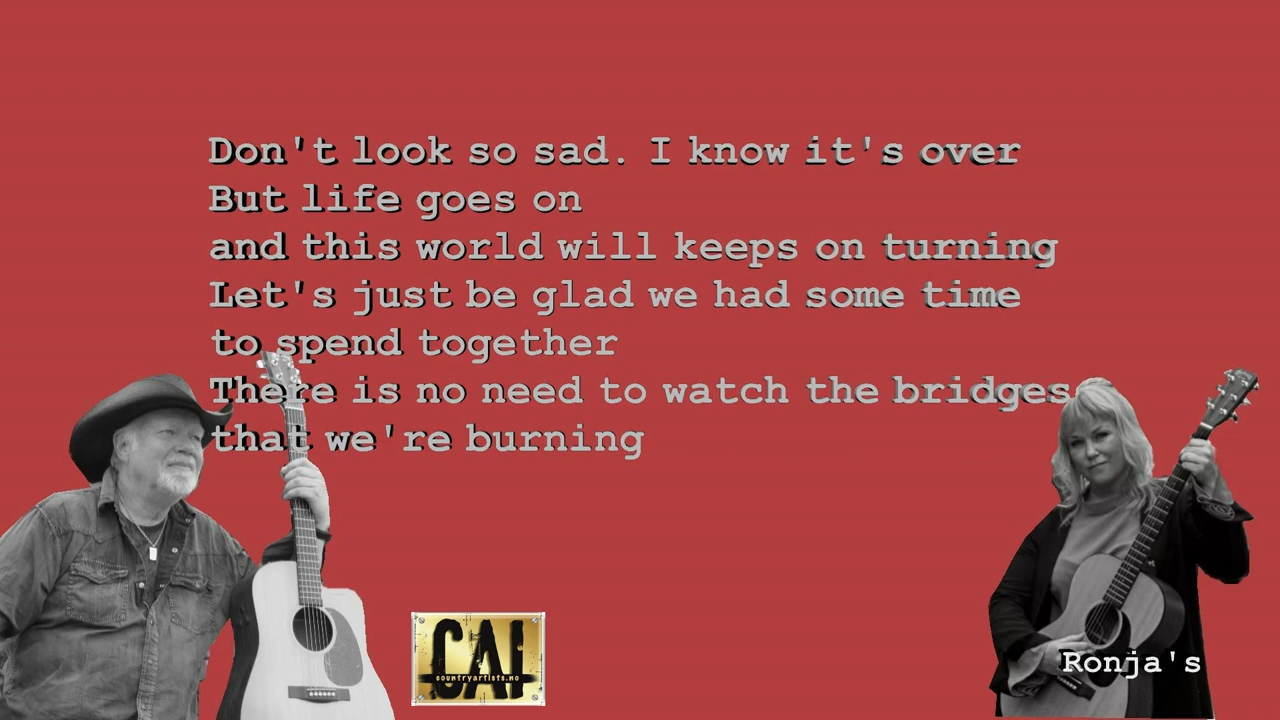 Don't look so sad. I know it's over
But life goes on
and this world will keeps on turning
Let's just be glad we had some time
to spend together
There is no need to watch the bridges
that we're burning
CAI
countryartists.no
Ronja's